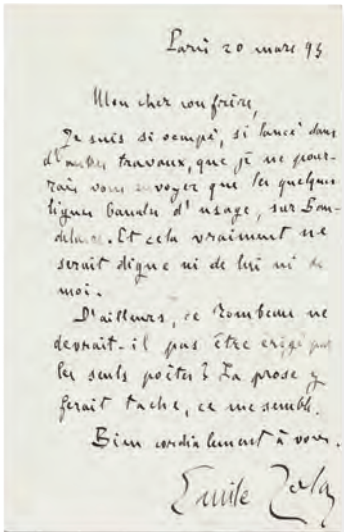 Paris 20 mars 93
Mon cher confrère,
Je suis si occupé, si lancé dans
d'autres travaux, que je ne pour-
rais vous envoyer que les quelques
lignes banales d'usage, sur Bau-
delaire. Et cela vraiment ne
serait digne ni de lui ni de
moi.
D'ailleurs, ce Tombeau ne
devrait-il pas être érigé par
les seuls poètes? La prose y
ferait tache, ce me semble.
Bien cordialement à vous.
Emile Zola